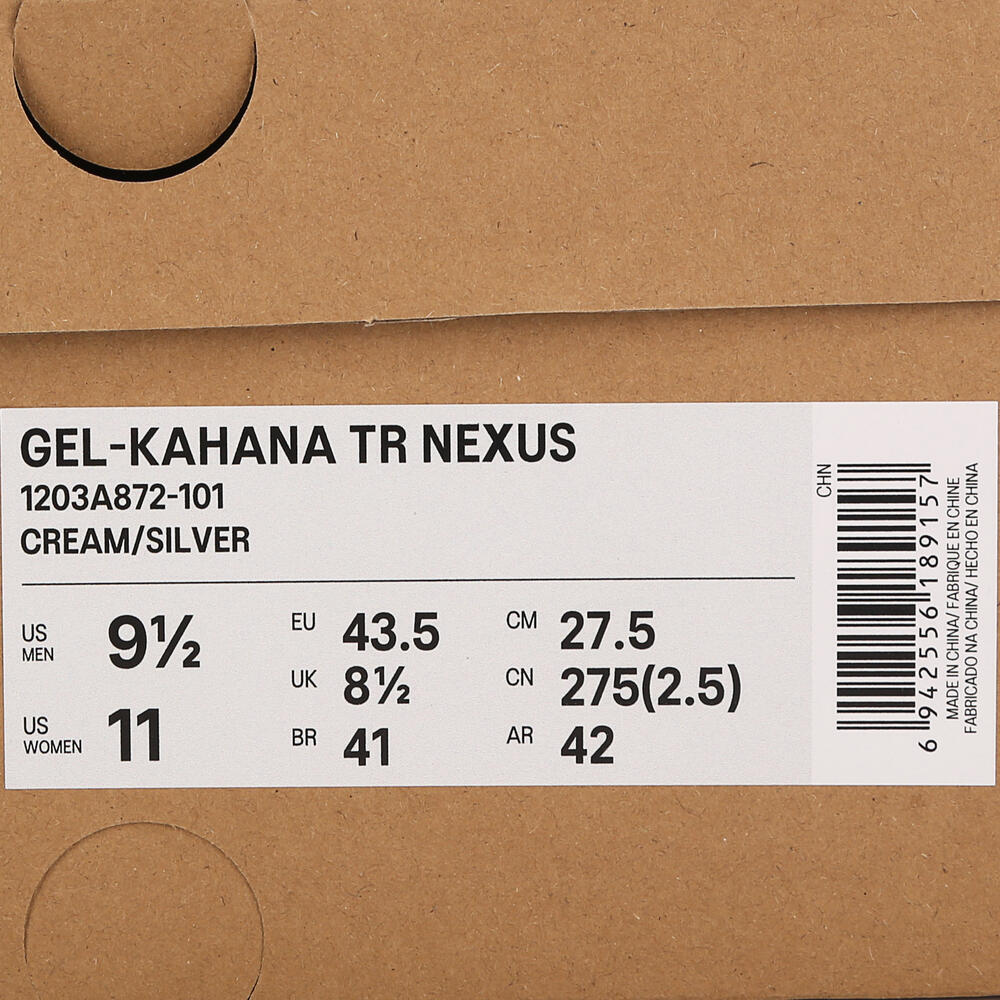 GEL-KAHANA TR NEXUS
1203A872-101
CREAM/SILVER
US MEN 9½
EU 43.5
CM 27.5
UK 8½
CN 275(2.5)
US WOMEN 11
BR 41
AR 42
CHN
6 942556 189157
MADE IN CHINA/ FABRIQUE EN CHINE
FABRICADO NA CHINA/ HECHO EN CHINA